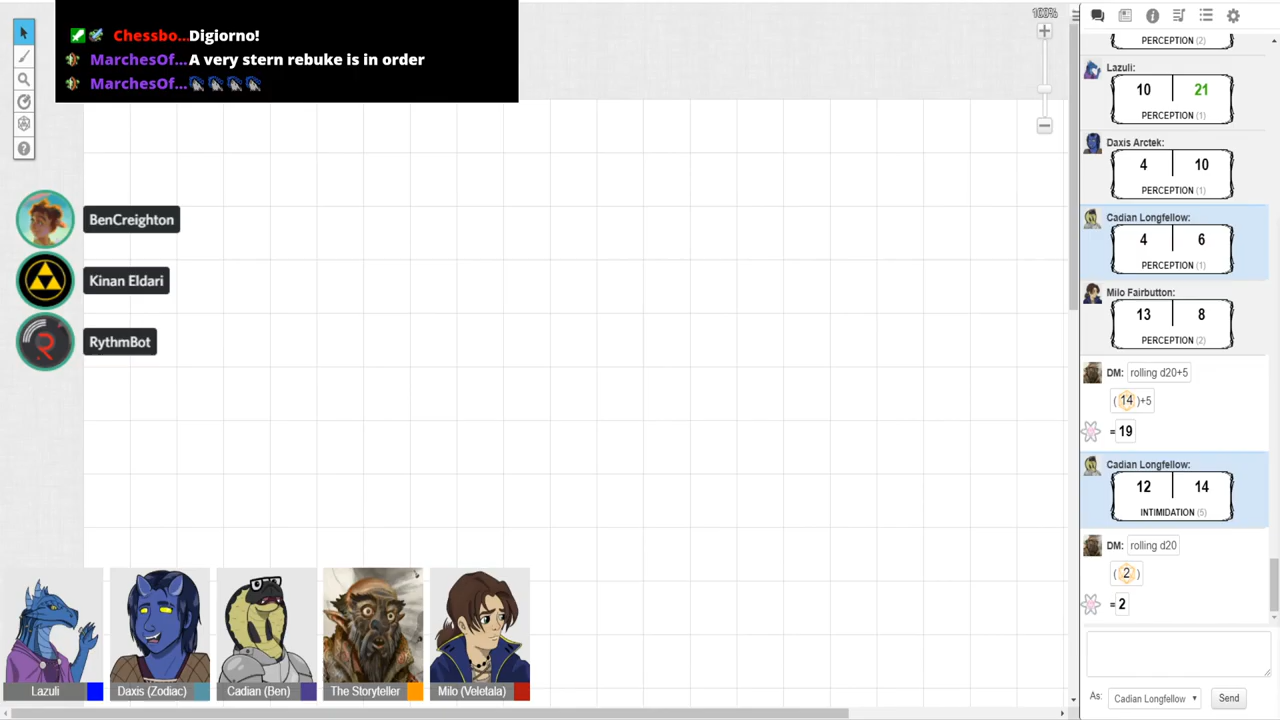 Chessbo...Digiorno!
MarchesOf...A very stern rebuke is in order
MarchesOf...
100%
BenCreighton
Kinan Eldari
RythmBot
Lazuli
Daxis (Zodiac)
Cadian (Ben)
The Storyteller
Milo (Veletala)
PERCEPTION (2)
Lazuli:
10 21
PERCEPTION (1)
Daxis Arctek:
4 10
PERCEPTION (1)
Cadian Longfellow:
4 6
PERCEPTION (1)
Milo Fairbutton:
13 8
PERCEPTION (2)
DM: rolling d20+5
(14)+5
=19
Cadian Longfellow:
12 14
INTIMIDATION (5)
DM: rolling d20
(2)
=2
As: Cadian Longfellow Send